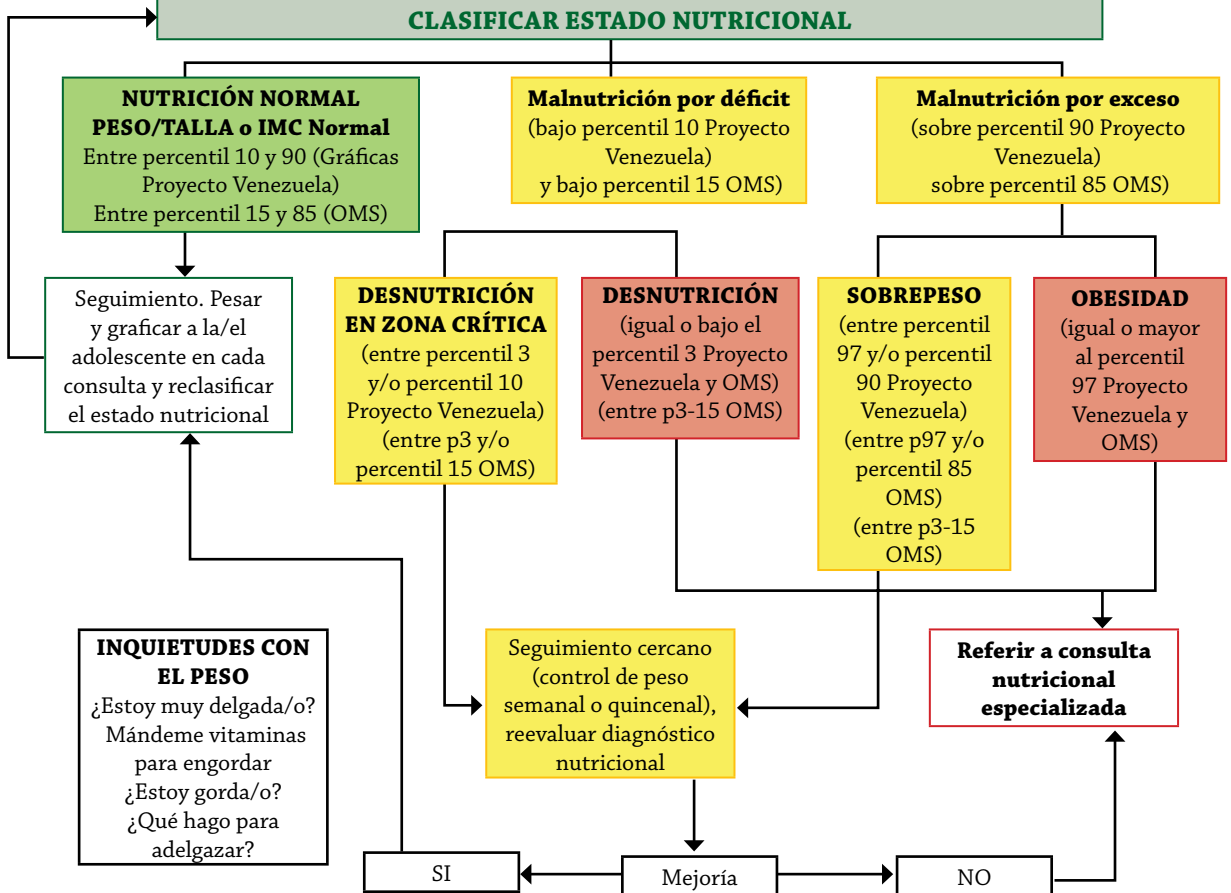 CLASIFICAR ESTADO NUTRICIONAL
NUTRICIÓN NORMAL
PESO/TALLA o IMC Normal
Entre percentil 10 y 90 (Gráficas
Proyecto Venezuela)
Entre percentil 15 y 85 (OMS)
Malnutrición por déficit
(bajo percentil 10 Proyecto
Venezuela)
y bajo percentil 15 OMS)
Malnutrición por exceso
(sobre percentil 90 Proyecto
Venezuela)
sobre percentil 85 OMS)
Seguimiento. Pesar
y graficar a la/el
adolescente en cada
consulta y reclasificar
el estado nutricional
DESNUTRICIÓN
EN ZONA CRÍTICA
(entre percentil 3
y/o percentil 10
Proyecto Venezuela)
(entre p3 y/o
percentil 15 OMS)
DESNUTRICIÓN
(igual o bajo el
percentil 3 Proyecto
Venezuela y OMS)
(entre p3-15 OMS)
SOBREPESO
(entre percentil
97 y/o percentil
90 Proyecto
Venezuela)
(entre p97 y/o
percentil 85
OMS)
(entre p3-15
OMS)
OBESIDAD
(igual o mayor
al percentil
97 Proyecto
Venezuela y
OMS)
INQUIETUDES CON
EL PESO
¿Estoy muy delgada/o?
Mándeme vitaminas
para engordar
¿Estoy gorda/o?
¿Qué hago para
adelgazar?
Seguimiento cercano
(control de peso
semanal o quincenal),
reevaluar diagnóstico
nutricional
Referir a consulta
nutricional
especializada
SI
Mejoría
NO